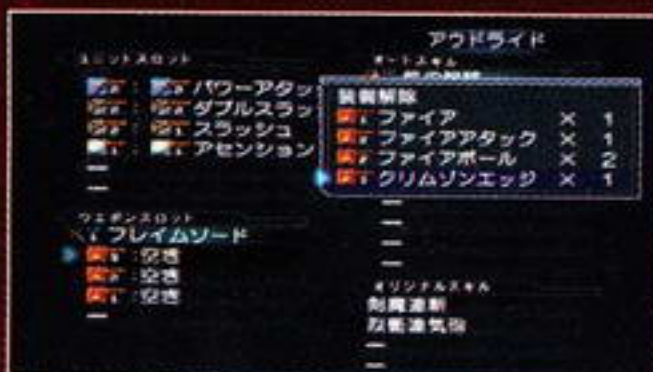 アウドライド
ユニットスロット
パワーアタッ
ダブルスラッ
スラッシュ
アセンション
オートスキル
装備解除
ファイア × 1
ファイアアタック × 1
ファイアボール × 2
クリムゾンエッジ × 1
ウエポンスロット
フレイムソード
空き
空き
空き
オリジナルスキル
剣魔連斬